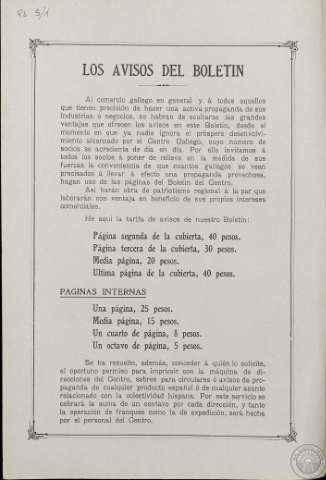 LOS AVISOS DEL BOLETIN
Al comercio gallego en general y á todos aquellos
que tienen precisión de hacer una activa propaganda de sus
industrias ó negocios, no habrán de ocultarse las grandes
ventajas que ofrecen los avisos en este Boletín, desde el
momento en que ya nadie ignora el próspero desenvolvi-
miento alcanzado por el Centro Gallego, cuyo número de
socios se acrecienta de día en día. Por ello invitamos á
todos los socios á poner de relieve en la medida de sus
fuerzas la conveniencia de que cuantos gallegos se vean
precisados á llevar á efecto una propaganda provechosa,
hagan uso de las páginas del Boletín del Centro.
Así harán obra de patriotismo regional á la par que
laborarán con ventaja en beneficio de sus propios intereses
comerciales.
He aquí la tarifa de avisos de nuestro Boletín:
Página segunda de la cubierta, 40 pesos.
Página tercera de la cubierta, 30 pesos.
Media página, 20 pesos.
Ultima página de la cubierta, 40 pesos.
PAGINAS INTERNAS
Una página, 25 pesos.
Media página, 15 pesos.
Un cuarto de página, 8 pesos.
Un octavo de página, 5 pesos.
Se ha resuelto, además, conceder á quién lo solicite,
el oportuno permiso para imprimir con la máquina de di-
recciones del Centro, sobres para circulares ó avisos de pro-
paganda de cualquier producto español ó de cualquier asunto
relacionado con la colectividad hispana. Por este servicio se
cobrará la suma de un centavo por cada dirección, y tanto
la operación de franqueo como la de expedición, será hecha
por el personal del Centro.